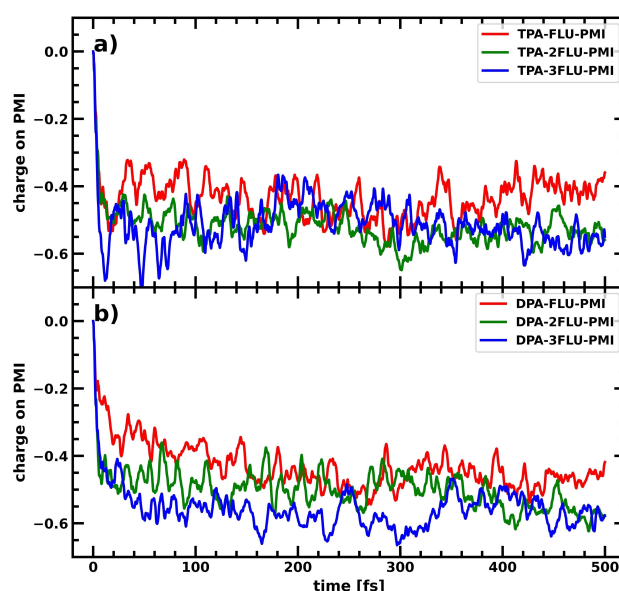 a)
TPA-FLU-PMI
TPA-2FLU-PMI
TPA-3FLU-PMI
charge on PMI
0.0
−0.2
−0.4
−0.6
b)
DPA-FLU-PMI
DPA-2FLU-PMI
DPA-3FLU-PMI
charge on PMI
0.0
−0.2
−0.4
−0.6
0 100 200 300 400 500
time [fs]